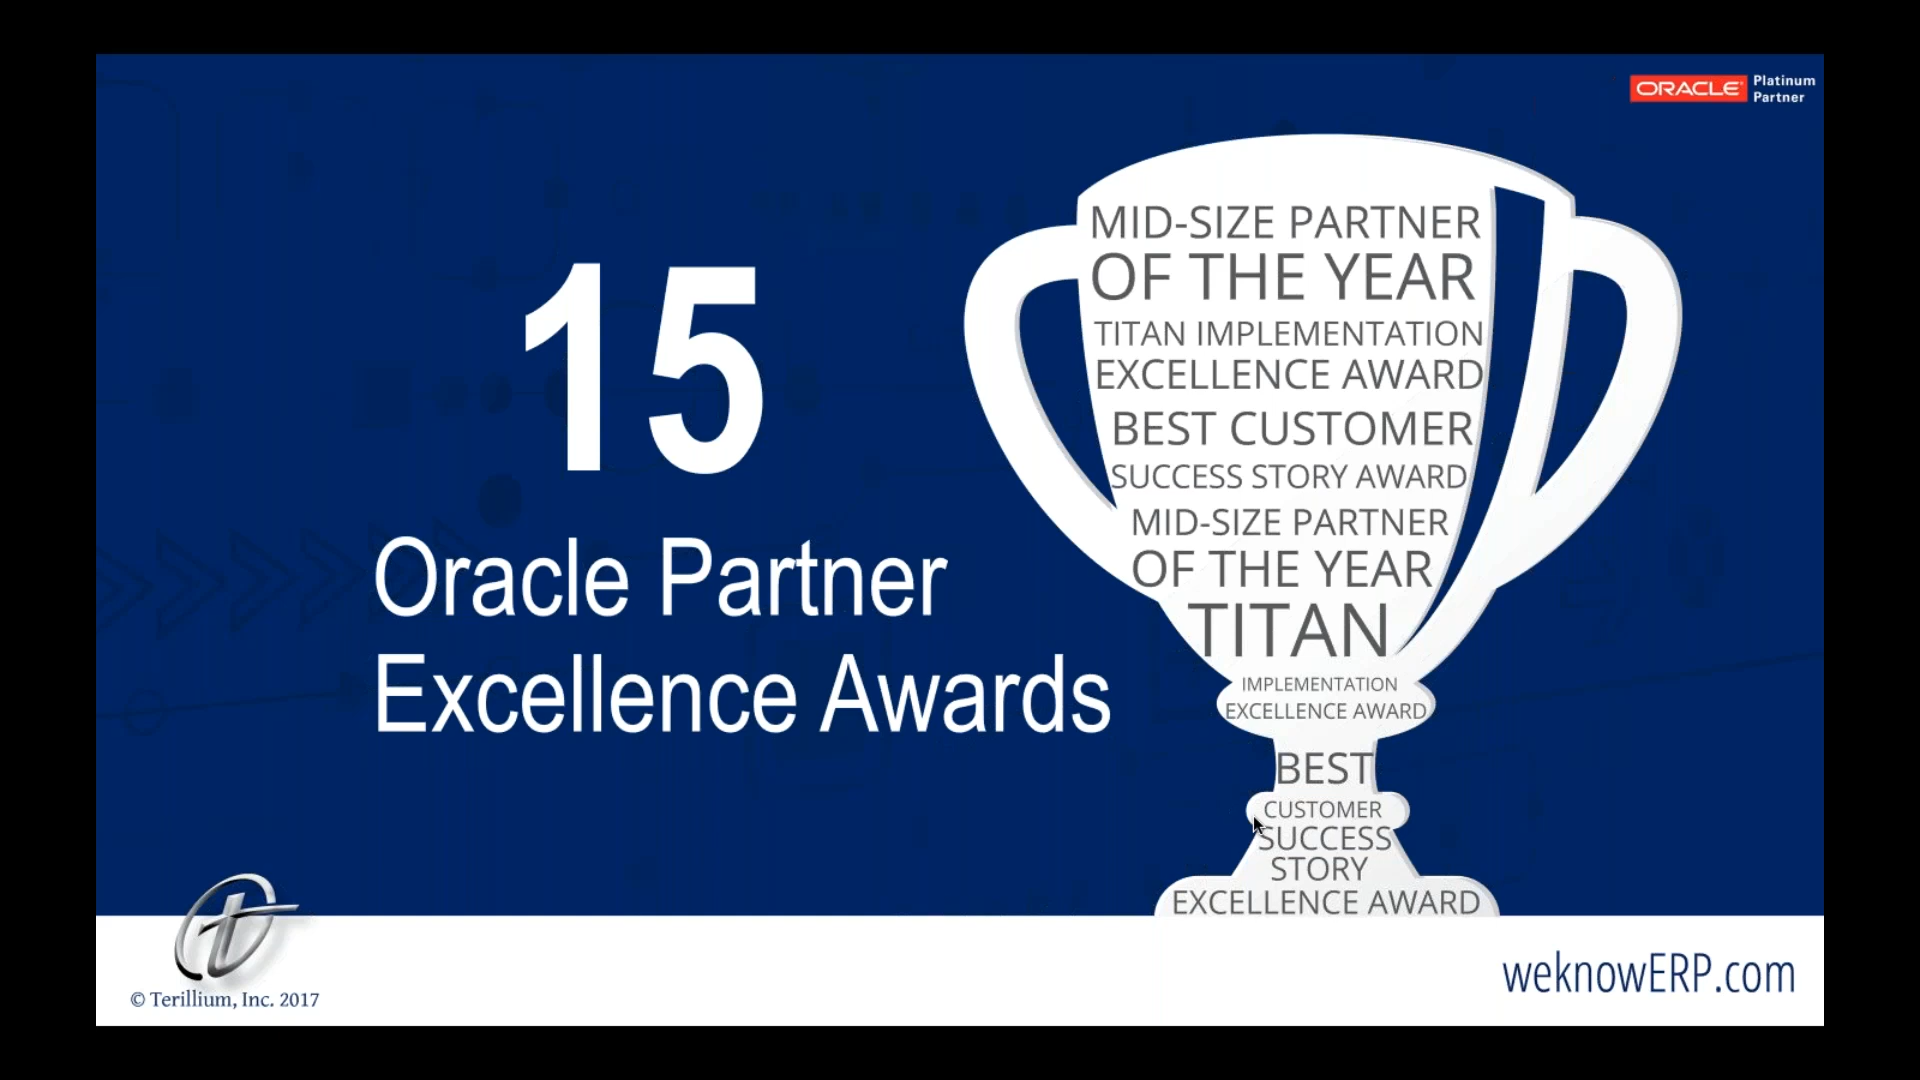 ORACLE Platinum
Partner
15
Oracle Partner
Excellence Awards
MID-SIZE PARTNER
OF THE YEAR
TITAN IMPLEMENTATION
EXCELLENCE AWARD
BEST CUSTOMER
SUCCESS STORY AWARD
MID-SIZE PARTNER
OF THE YEAR
TITAN
IMPLEMENTATION
EXCELLENCE AWARD
BEST
CUSTOMER
SUCCESS
STORY
EXCELLENCE AWARD
© Terillium, Inc. 2017
weknowERP.com